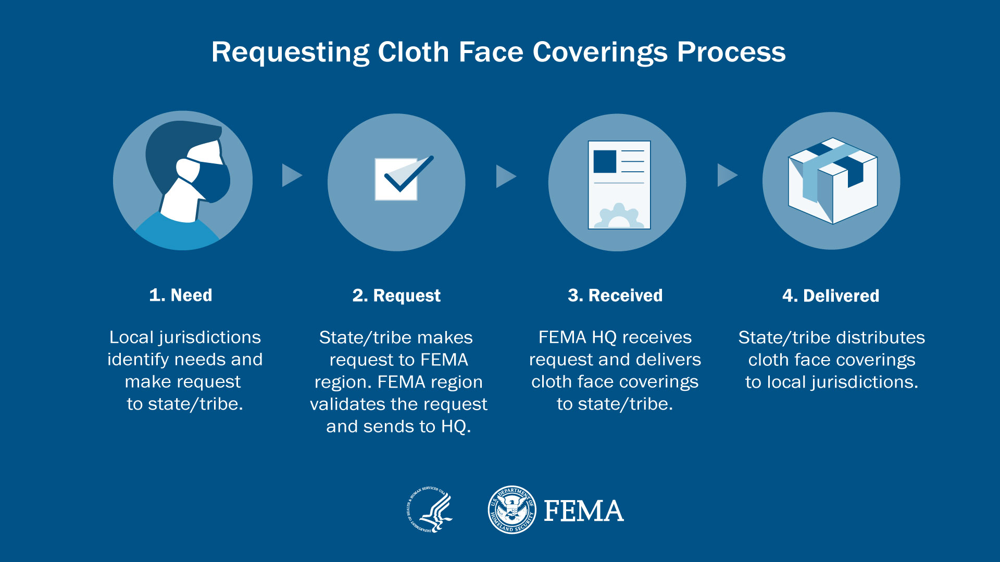 Requesting Cloth Face Coverings Process
1. Need
Local jurisdictions
identify needs and
make request
to state/tribe.
2. Request
State/tribe makes
request to FEMA
region. FEMA region
validates the request
and sends to HQ.
3. Received
FEMA HQ receives
request and delivers
cloth face coverings
to state/tribe.
4. Delivered
State/tribe distributes
cloth face coverings
to local jurisdictions.
DEPARTMENT OF HEALTH & HUMAN SERVICES·USA
U.S. DEPARTMENT OF
HOMELAND SECURITY
FEMA